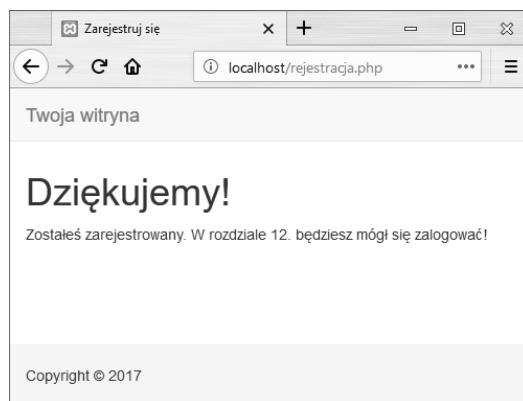 Zarejestruj się
localhost/rejestracja.php
Twoja witryna
Dziękujemy!
Zostałeś zarejestrowany. W rozdziale 12. będziesz mógł się zalogować!
Copyright © 2017